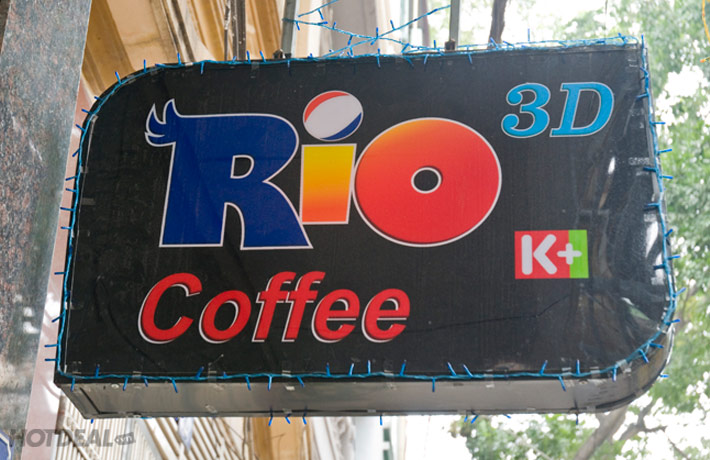 Rio 3D
K+
Coffee
HOTDEAL.vn